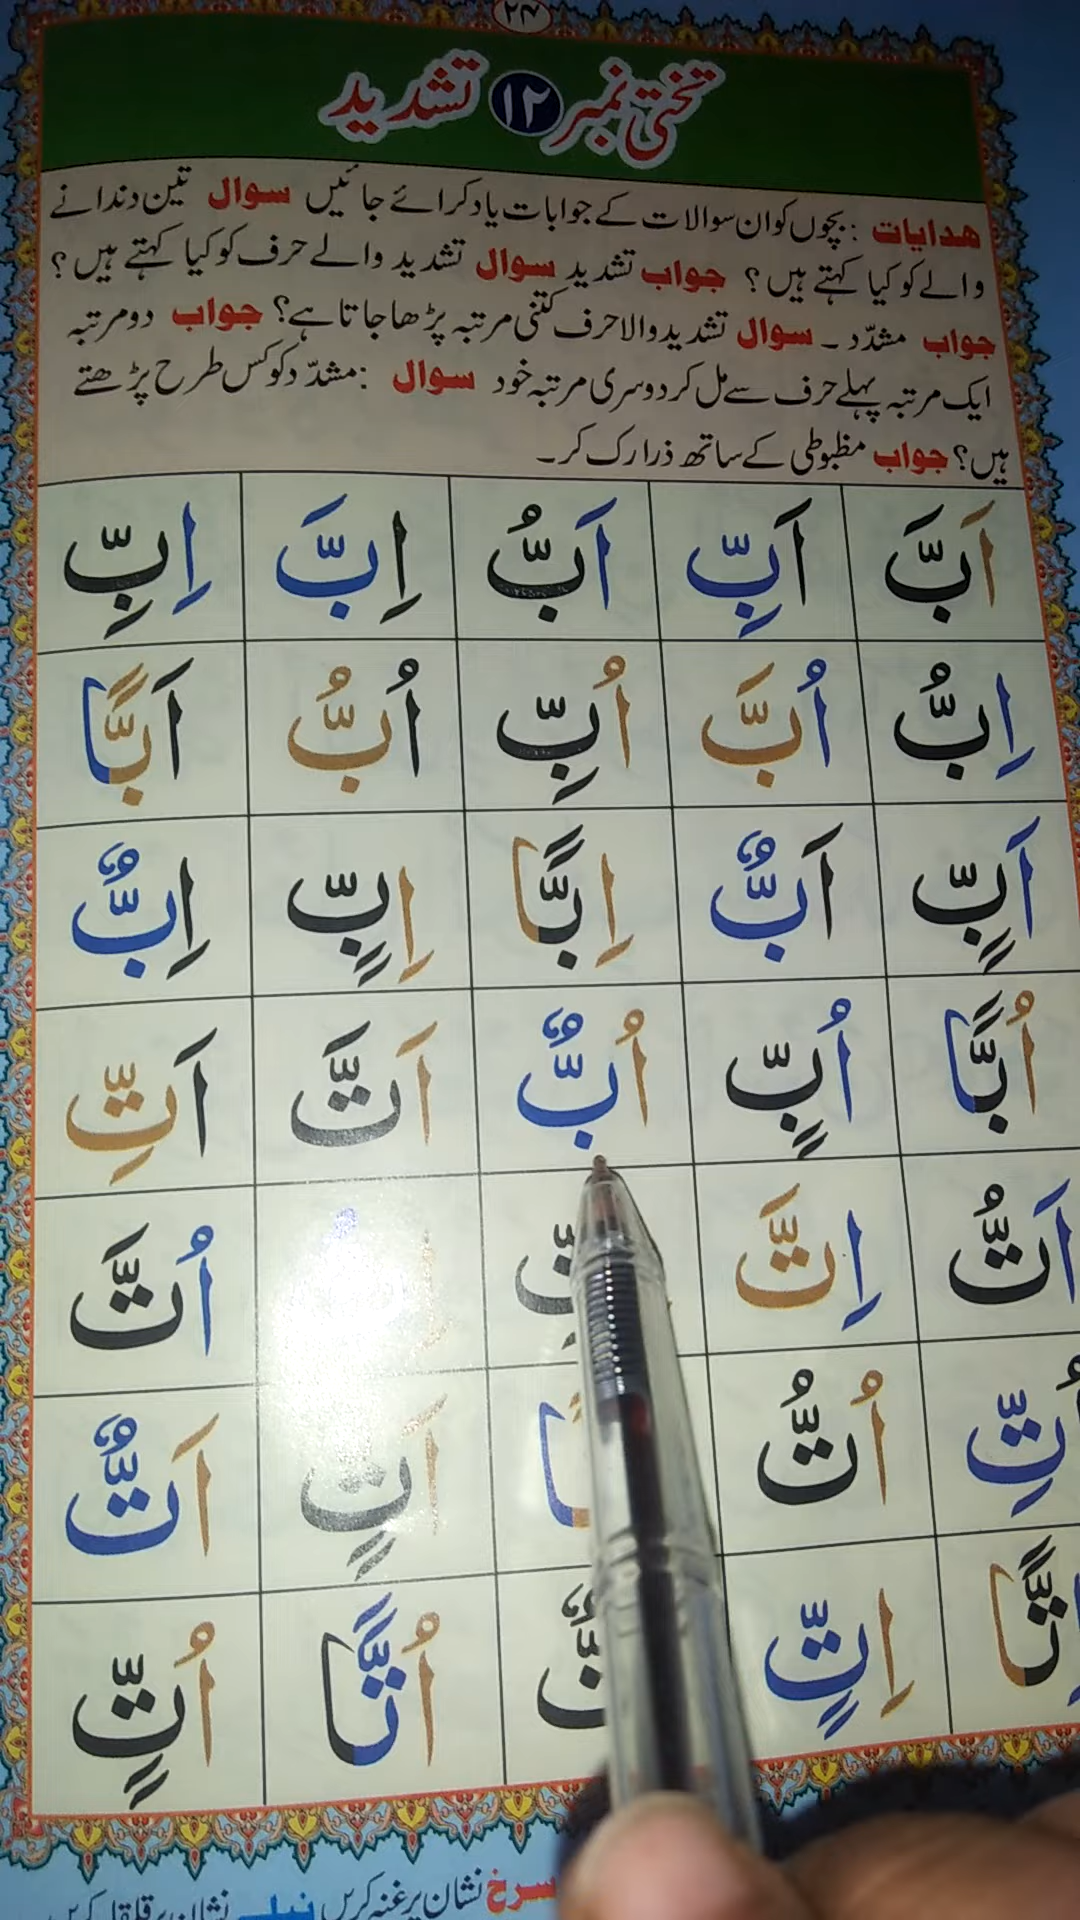 ۲۴
تختی نمبر ۱۲ تشدید
ھدایات : بچوں کو ان سوالات کے جوابات یاد کرائے جائیں سوال تین دندانے
والے کو کیا کہتے ہیں؟ جواب تشدید سوال تشدید والے حرف کو کیا کہتے ہیں؟
جواب مشدّد ۔ سوال تشدید والا حرف کتنی مرتبہ پڑھا جاتا ہے؟ جواب دو مرتبہ
ایک مرتبہ پہلے حرف سے مل کر دوسری مرتبہ خود سوال : مشدّد کو کس طرح پڑھتے
ہیں؟ جواب مظبوطی کے ساتھ ذرا رک کر ۔
اَبَّ اَبِّ اَبُّ اِبَّ اِبِّ
اِبُّ اُبَّ اُبِّ اُبُّ اَبًّا
اَبٍّ اَبٌّ اِبًّا اِبٍّ اِبٌّ
اُبًّا اُبٍّ اُبٌّ اَتَّ اَتِّ
اَتُّ اِتَّ اُتَّ
اُتِّ اُتُّ اَتٍّ اَتٌّ
اِتًّا اِتٍّ اُتًّا اُتٍّ
سرخ نشان پر غنہ کریں نیلے نشان پر قلقلہ کریں